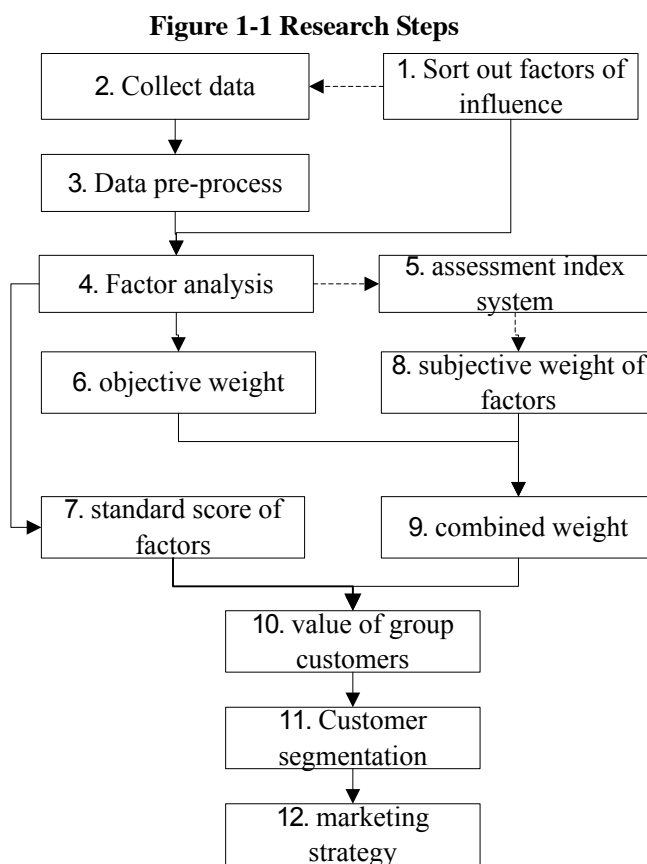 Figure 1-1 Research Steps
2. Collect data
1. Sort out factors of
influence
3. Data pre-process
4. Factor analysis
5. assessment index
system
6. objective weight
8. subjective weight of
factors
7. standard score of
factors
9. combined weight
10. value of group
customers
11. Customer
segmentation
12. marketing
strategy